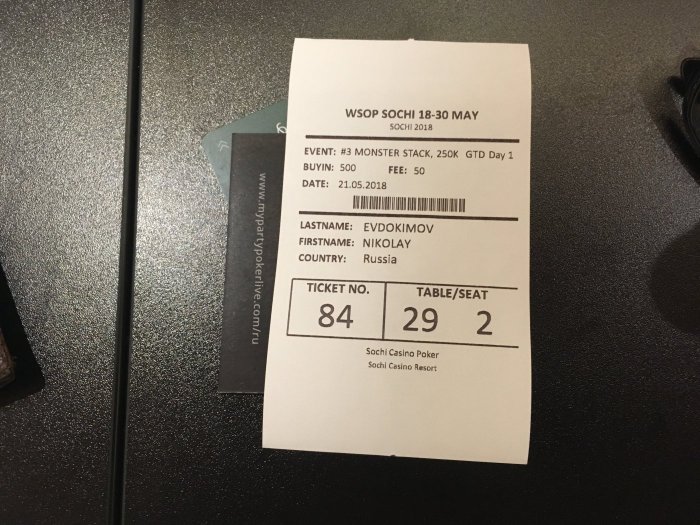 WSOP SOCHI 18-30 MAY
SOCHI 2018
EVENT: #3 MONSTER STACK, 250K GTD Day 1
BUYIN: 500 FEE: 50
DATE: 21.05.2018
LASTNAME: EVDOKIMOV
FIRSTNAME: NIKOLAY
COUNTRY: Russia
TICKET NO. TABLE/SEAT
84 29 2
Sochi Casino Poker
Sochi Casino Resort
www.mypartypokerlive.com/ru